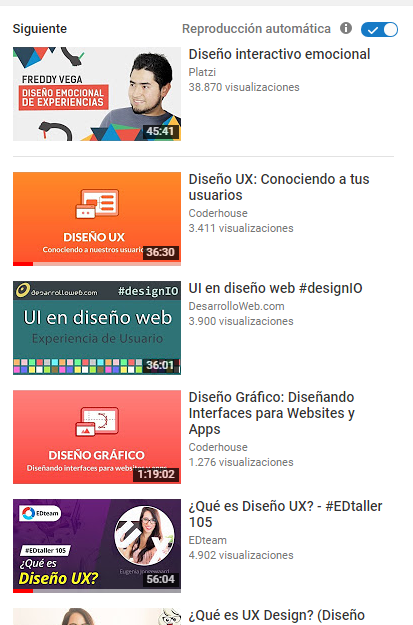 Siguiente
Reproducción automática
Diseño interactivo emocional
Platzi
38.870 visualizaciones
FREDDY VEGA
DISEÑO EMOCIONAL
DE EXPERIENCIAS
45:41
Diseño UX: Conociendo a tus
usuarios
Coderhouse
3.411 visualizaciones
DISEÑO UX
Conociendo a nuestros
36:30
UI en diseño web #designIO
DesarrolloWeb.com
3.900 visualizaciones
desarrolloweb.com
#designIO
UI en diseño web
Experiencia de Usuario
36:01
Diseño Gráfico: Diseñando
Interfaces para Websites y
Apps
Coderhouse
1.276 visualizaciones
DISEÑO GRÁFICO
Diseñando interfaces para websites y apps
1:19:02
¿Qué es Diseño UX? - #EDtaller
105
EDteam
4.902 visualizaciones
EDteam
#EDtaller 105
¿Qué es
Diseño UX?
Eugenia
56:04
¿Qué es UX Design? (Diseño